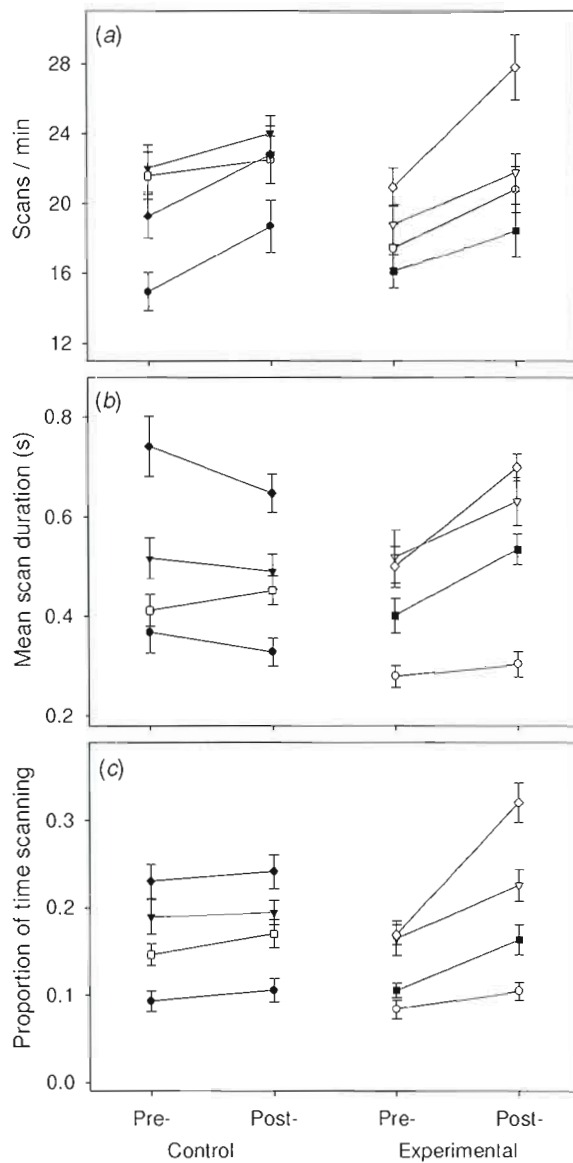 (a)
Scans / min
28
24
20
16
12
(b)
Mean scan duration (s)
0.8
0.6
0.4
0.2
(c)
Proportion of time scanning
0.3
0.2
0.1
0.0
Pre- Post- Pre- Post-
Control Experimental